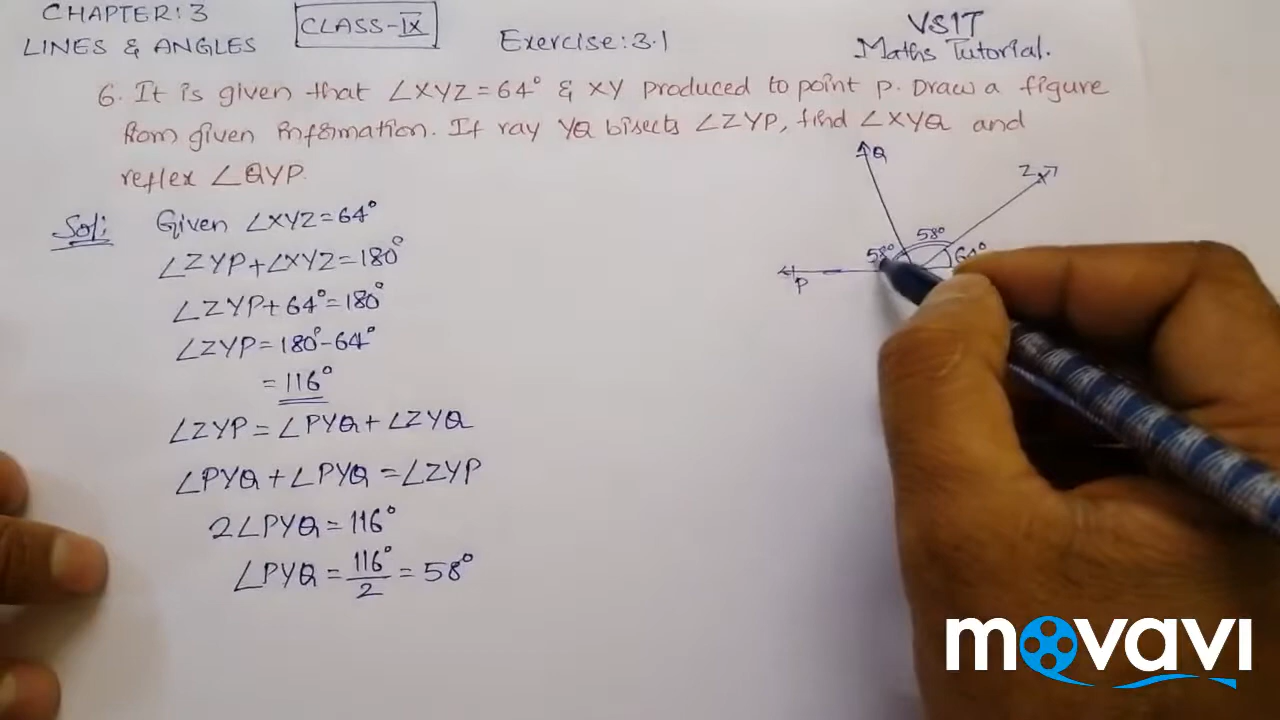 CHAPTER: 3
LINES & ANGLES
CLASS-IX
Exercise: 3.1
VSIT
Maths Tutorial.
6. It is given that ∠XYZ = 64° & XY produced to point P. Draw a figure
from given information. If ray YQ bisects ∠ZYP, find ∠XYQ and
reflex ∠QYP.
Sol:
Given ∠XYZ = 64°
∠ZYP + ∠XYZ = 180°
∠ZYP + 64° = 180°
∠ZYP = 180° - 64°
= 116°
∠ZYP = ∠PYQ + ∠ZYQ
∠PYQ + ∠PYQ = ∠ZYP
2∠PYQ = 116°
∠PYQ = 116°/2 = 58°
Q
Z
58°
58°
64°
P
movavi